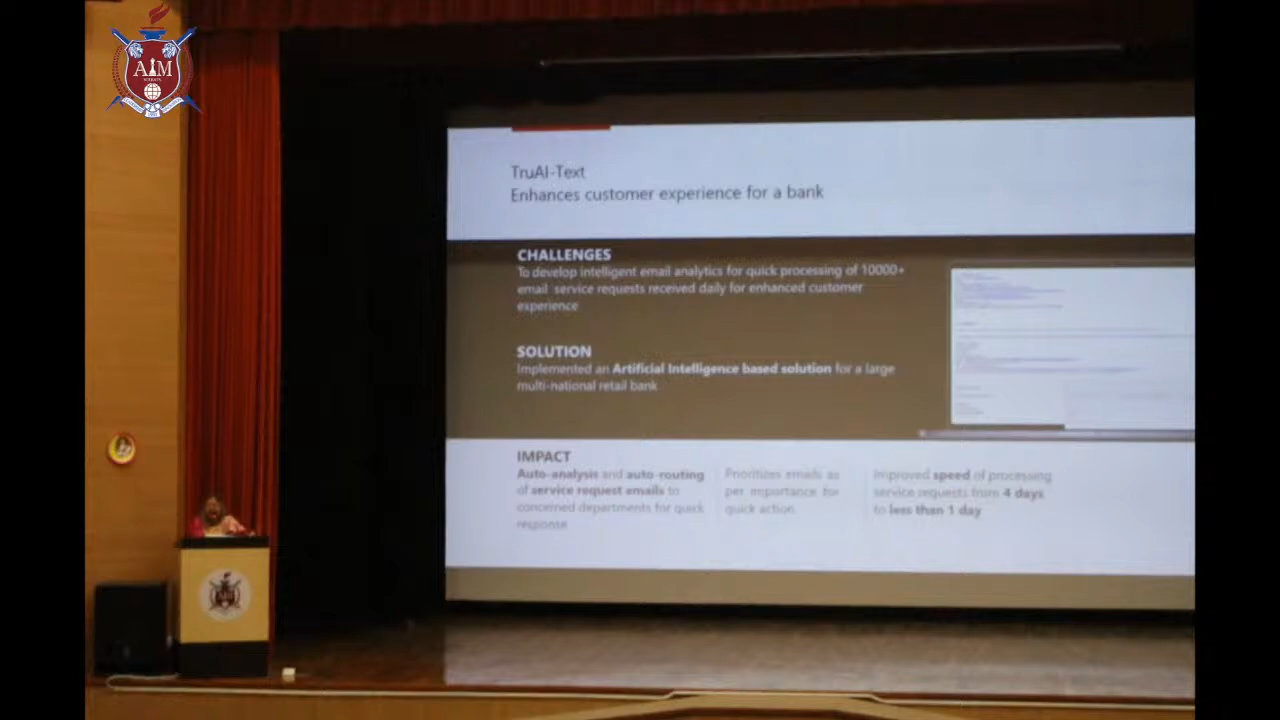 AIM
TruAI-Text
Enhances customer experience for a bank
CHALLENGES
To develop intelligent email analytics for quick processing of 10000+
email service requests received daily for enhanced customer
experience
SOLUTION
Implemented an Artificial Intelligence based solution for a large
multi-national retail bank
IMPACT
Auto-analysis and auto-routing
of service request emails to
concerned departments for quick
response
Prioritizes emails as
per importance for
quick action
Improved speed of processing
service requests from 4 days
to less than 1 day